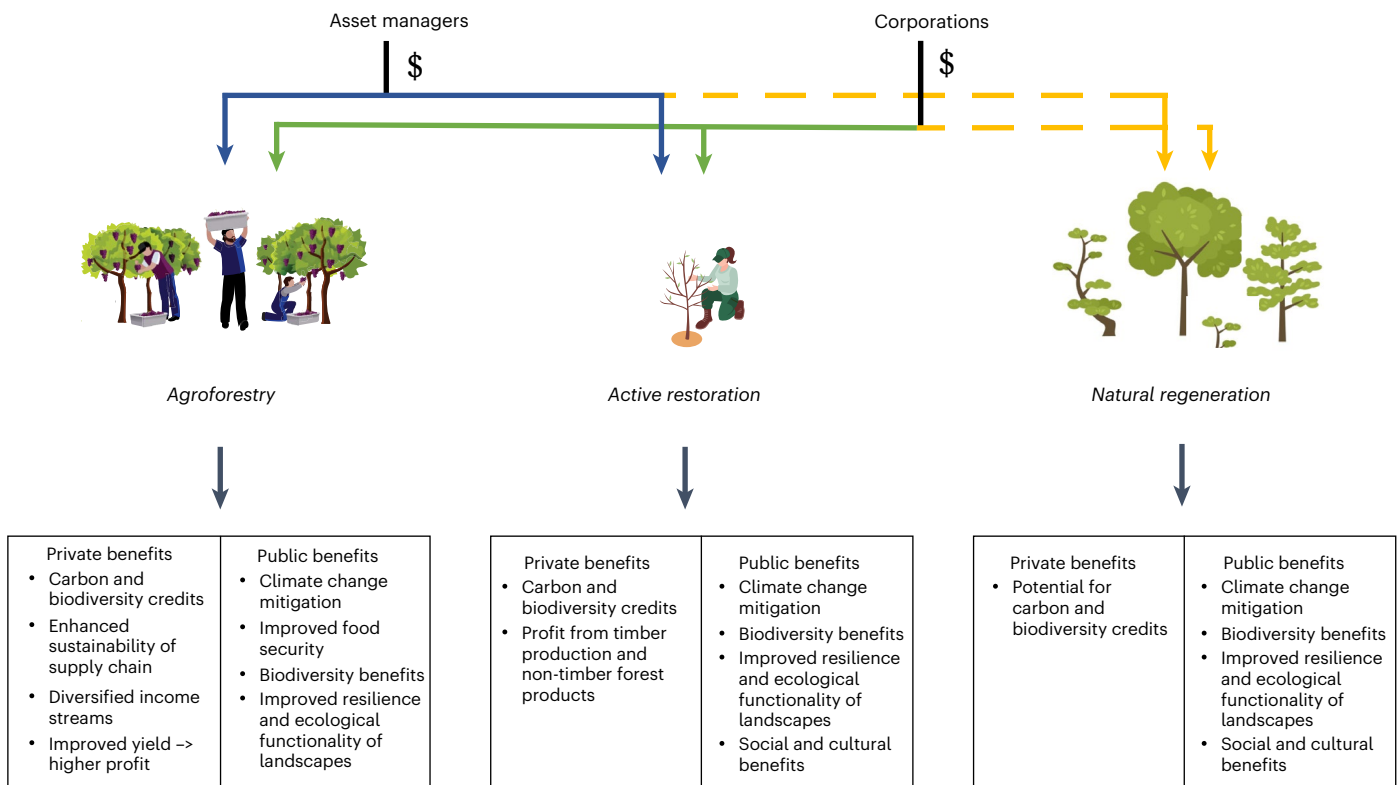 Asset managers
Corporations
$
$
Agroforestry
Active restoration
Natural regeneration
Private benefits
• Carbon and
biodiversity credits
• Enhanced
sustainability of
supply chain
• Diversified income
streams
• Improved yield –>
higher profit
Public benefits
• Climate change
mitigation
• Improved food
security
• Biodiversity benefits
• Improved resilience
and ecological
functionality of
landscapes
Private benefits
• Carbon and
biodiversity credits
• Profit from timber
production and
non-timber forest
products
Public benefits
• Climate change
mitigation
• Biodiversity benefits
• Improved resilience
and ecological
functionality of
landscapes
• Social and cultural
benefits
Private benefits
• Potential for
carbon and
biodiversity credits
Public benefits
• Climate change
mitigation
• Biodiversity benefits
• Improved resilience
and ecological
functionality of
landscapes
• Social and cultural
benefits